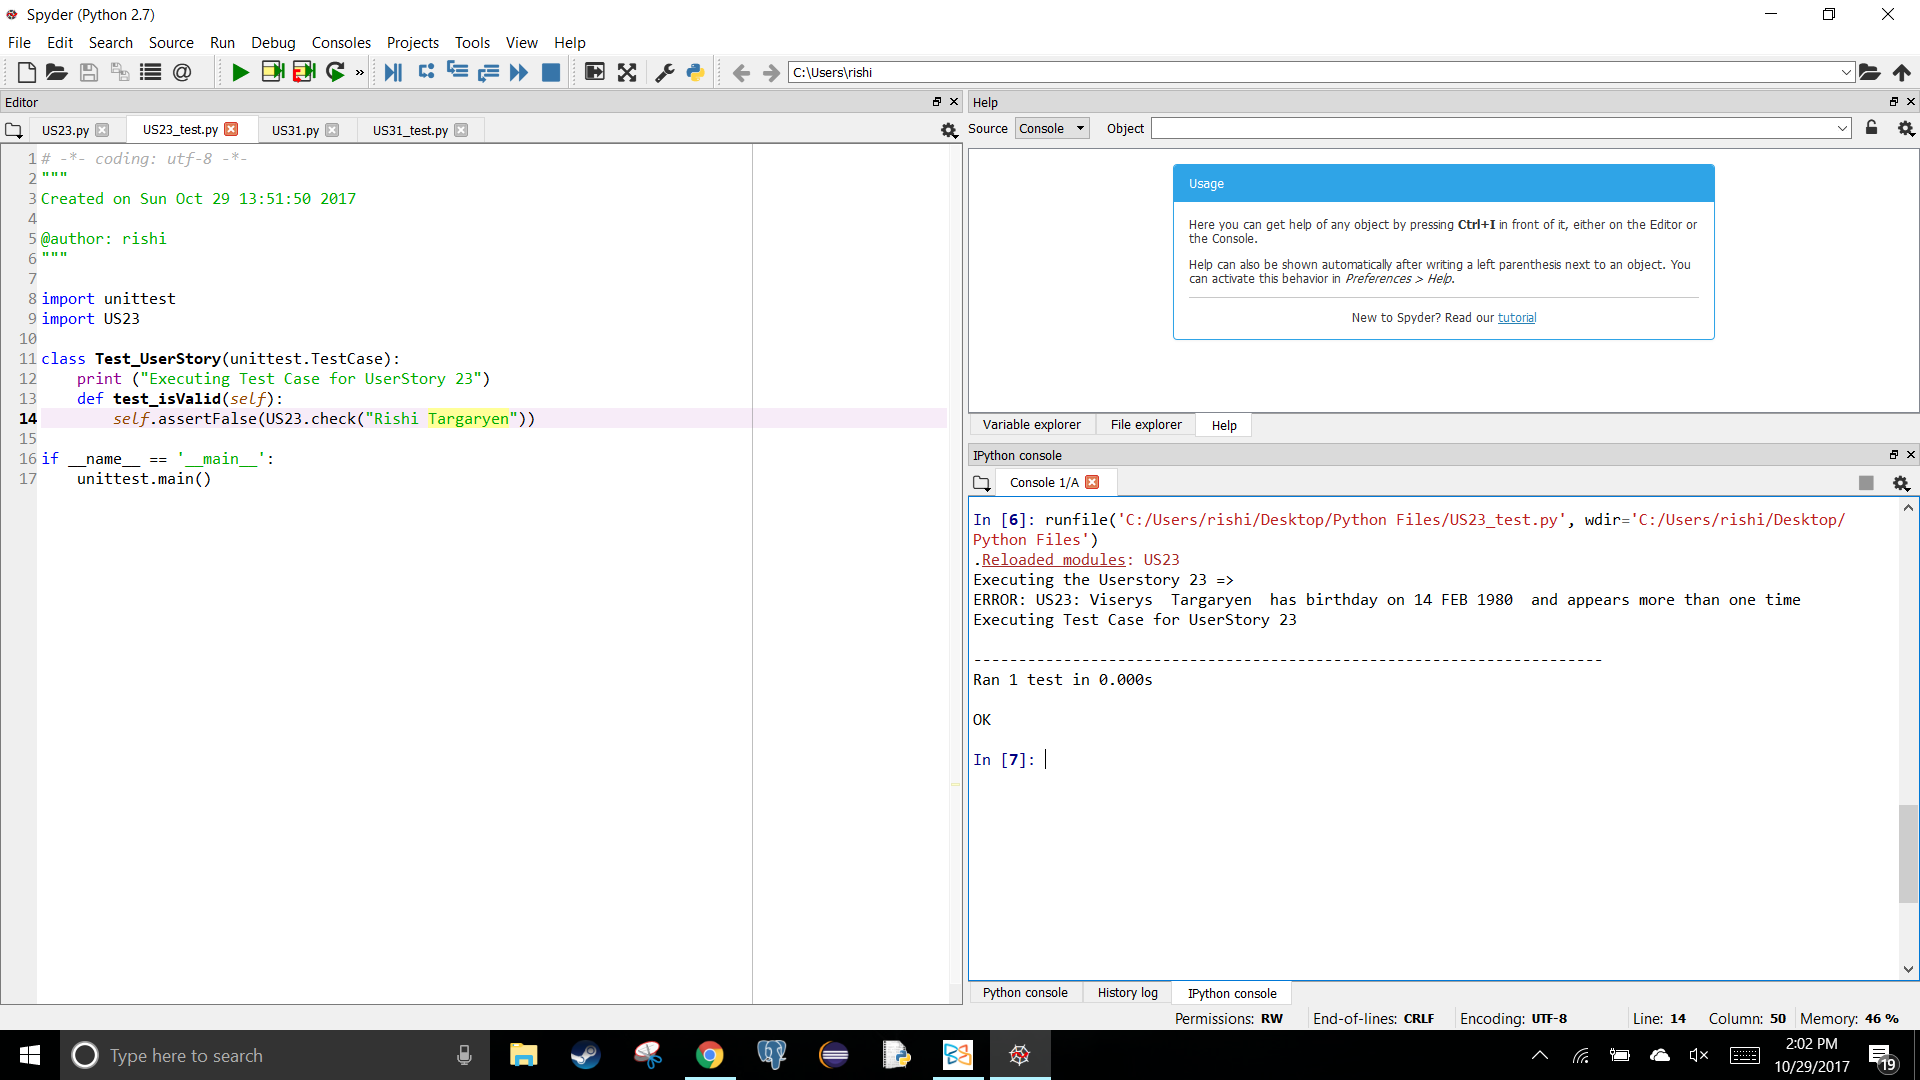 Spyder (Python 2.7)
File Edit Search Source Run Debug Consoles Projects Tools View Help
» C:\Users\rishi
Editor
US23.py US23_test.py US31.py US31_test.py
1 # -*- coding: utf-8 -*-
2 """
3 Created on Sun Oct 29 13:51:50 2017
4
5 @author: rishi
6 """
7
8 import unittest
9 import US23
10
11 class Test_UserStory(unittest.TestCase):
12     print ("Executing Test Case for UserStory 23")
13     def test_isValid(self):
14         self.assertFalse(US23.check("Rishi Targaryen"))
15
16 if __name__ == '__main__':
17     unittest.main()
Help
Source Console Object
Usage
Here you can get help of any object by pressing Ctrl+I in front of it, either on the Editor or
the Console.
Help can also be shown automatically after writing a left parenthesis next to an object. You
can activate this behavior in Preferences > Help.
New to Spyder? Read our tutorial
Variable explorer File explorer Help
IPython console
Console 1/A
In [6]: runfile('C:/Users/rishi/Desktop/Python Files/US23_test.py', wdir='C:/Users/rishi/Desktop/
Python Files')
.Reloaded modules: US23
Executing the Userstory 23 =>
ERROR: US23: Viserys  Targaryen  has birthday on 14 FEB 1980  and appears more than one time
Executing Test Case for UserStory 23
----------------------------------------------------------------------
Ran 1 test in 0.000s
OK
In [7]:
Python console History log IPython console
Permissions: RW End-of-lines: CRLF Encoding: UTF-8 Line: 14 Column: 50 Memory: 46 %
Type here to search
2:02 PM
10/29/2017
19